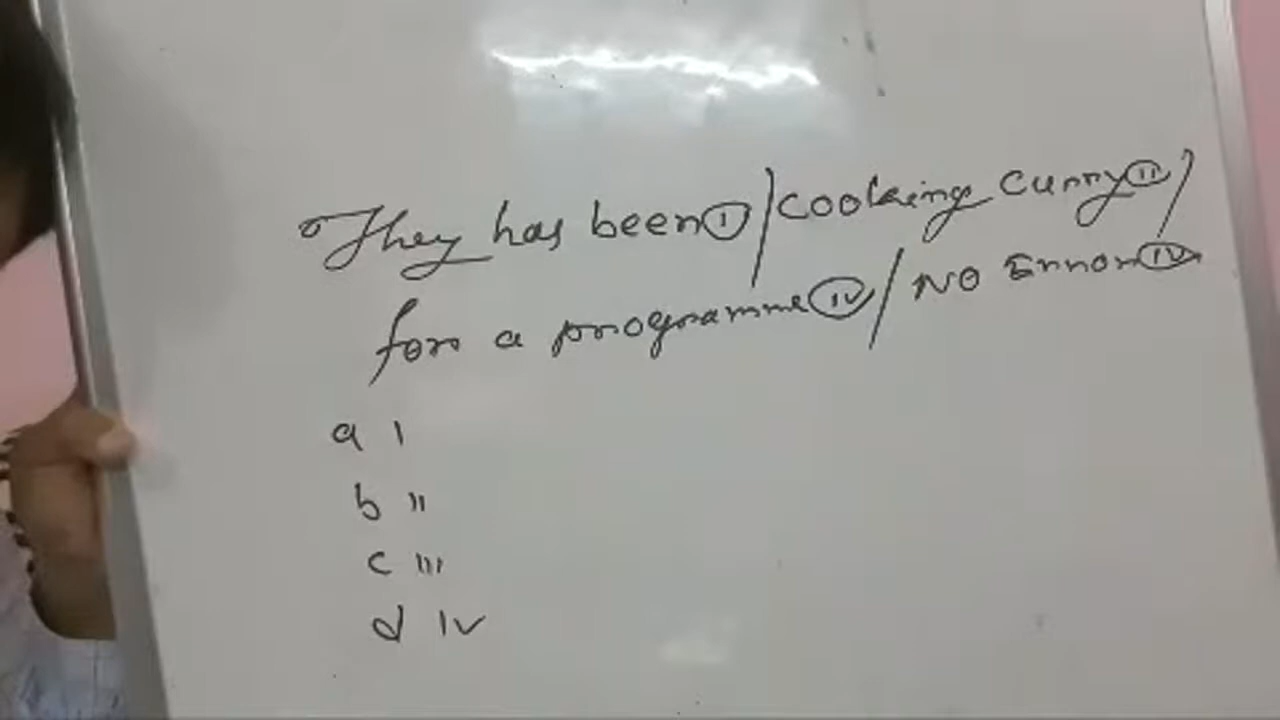 They has been (I) / cooking curry (II) /
for a programme (IV) / NO Error (IV)
a I
b II
c III
d IV